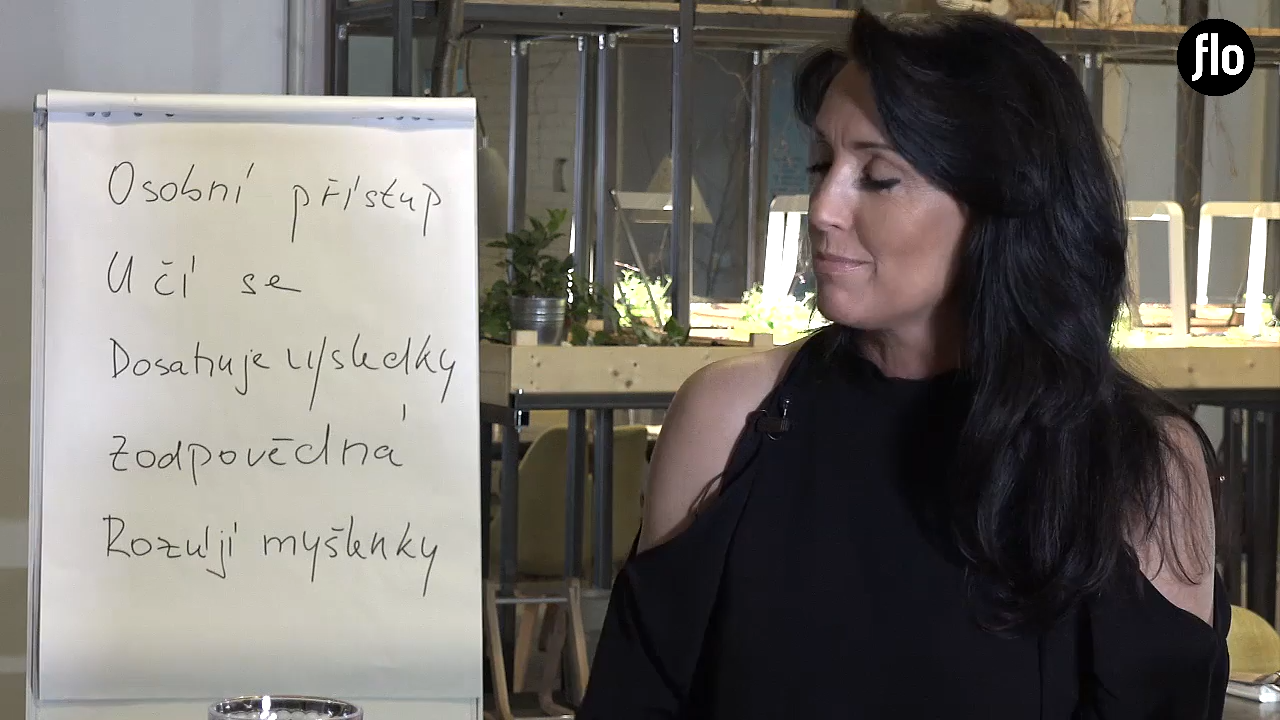 flo
Osobní přístup
Učí se
Dosahuje výsledky
Zodpovědná
Rozvíjí myšlenky